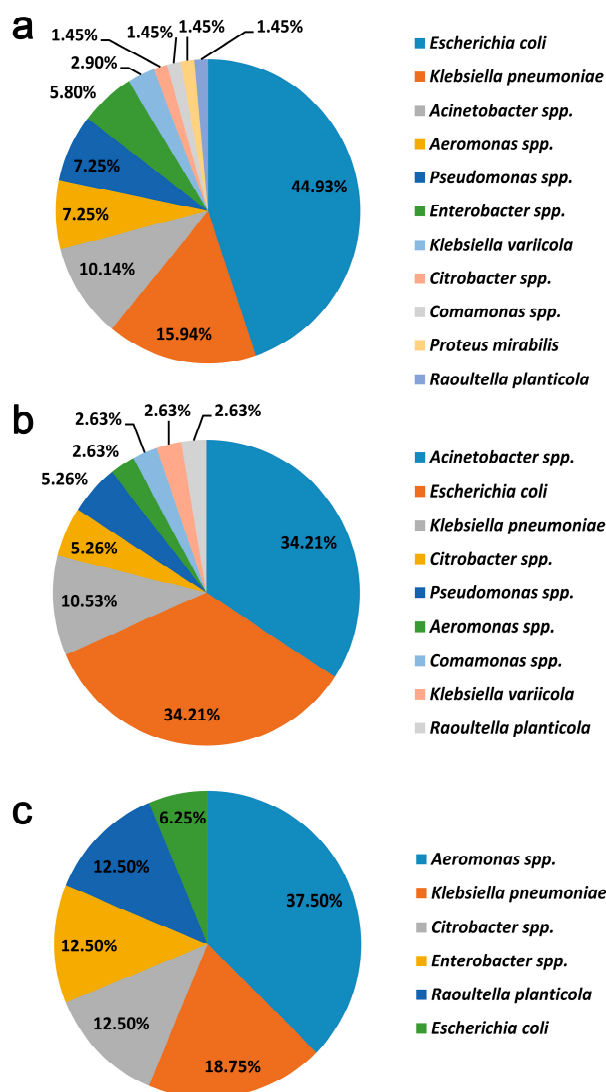 a
1.45%
1.45%
1.45%
1.45%
2.90%
5.80%
7.25%
7.25%
10.14%
15.94%
44.93%
Escherichia coli
Klebsiella pneumoniae
Acinetobacter spp.
Aeromonas spp.
Pseudomonas spp.
Enterobacter spp.
Klebsiella variicola
Citrobacter spp.
Comamonas spp.
Proteus mirabilis
Raoultella planticola
b
2.63%
2.63%
2.63%
2.63%
5.26%
5.26%
10.53%
34.21%
34.21%
Acinetobacter spp.
Escherichia coli
Klebsiella pneumoniae
Citrobacter spp.
Pseudomonas spp.
Aeromonas spp.
Comamonas spp.
Klebsiella variicola
Raoultella planticola
c
6.25%
12.50%
12.50%
12.50%
18.75%
37.50%
Aeromonas spp.
Klebsiella pneumoniae
Citrobacter spp.
Enterobacter spp.
Raoultella planticola
Escherichia coli